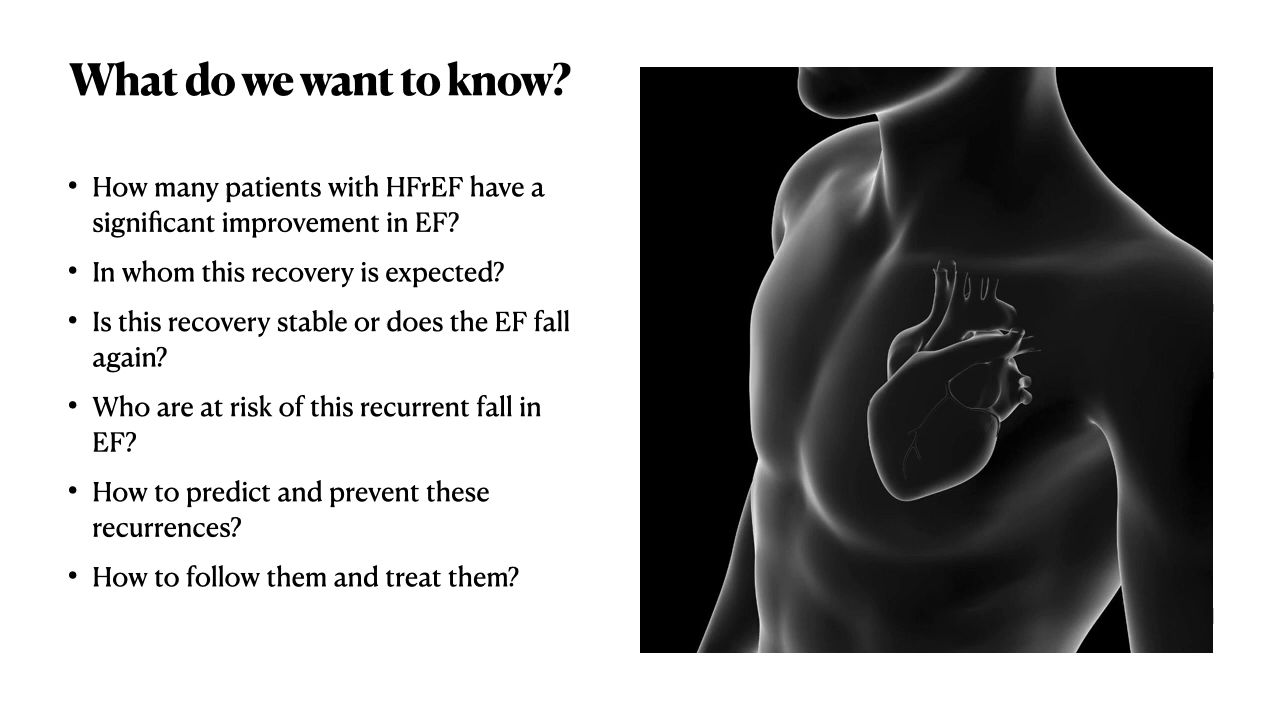 What do we want to know?
• How many patients with HFrEF have a
significant improvement in EF?
• In whom this recovery is expected?
• Is this recovery stable or does the EF fall
again?
• Who are at risk of this recurrent fall in
EF?
• How to predict and prevent these
recurrences?
• How to follow them and treat them?